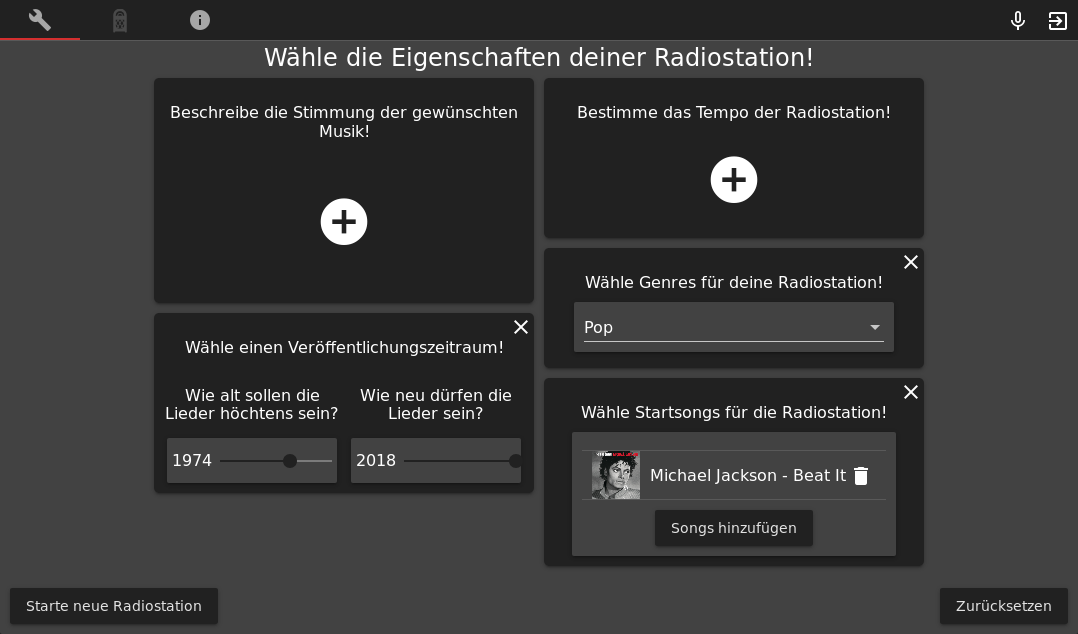 Wähle die Eigenschaften deiner Radiostation!
Beschreibe die Stimmung der gewünschten
Musik!
Bestimme das Tempo der Radiostation!
Wähle Genres für deine Radiostation!
Pop
Wähle einen Veröffentlichungszeitraum!
Wie alt sollen die
Lieder höchtens sein?
Wie neu dürfen die
Lieder sein?
1974
2018
Wähle Startsongs für die Radiostation!
Michael Jackson - Beat It
Songs hinzufügen
Starte neue Radiostation
Zurücksetzen